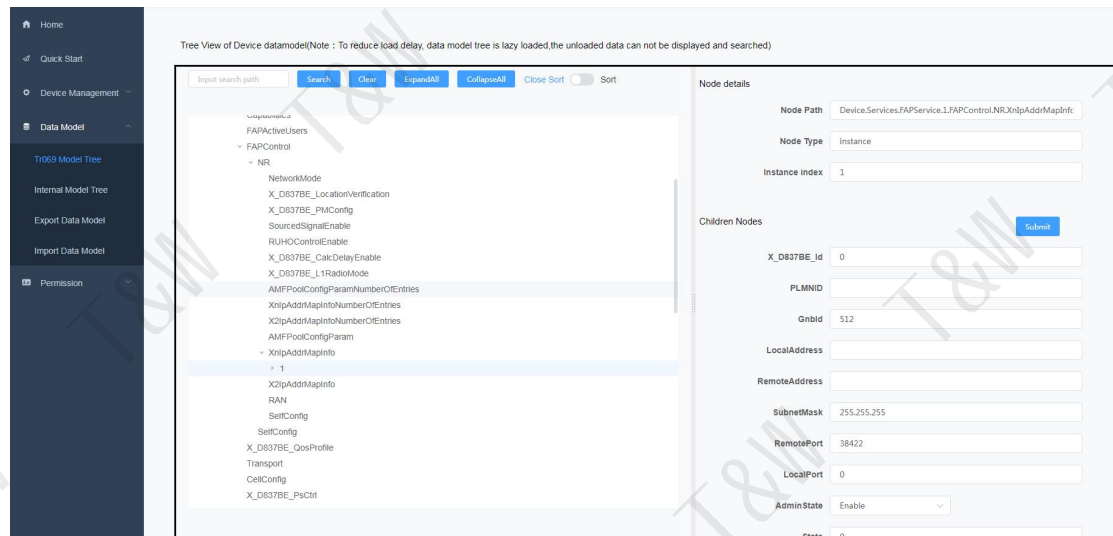 Home
Quick Start
Device Management
Data Model
Tr069 Model Tree
Internal Model Tree
Export Data Model
Import Data Model
Permission
Tree View of Device datamodel(Note : To reduce load delay, data model tree is lazy loaded,the unloaded data can not be displayed and searched)
Input search path Search Clear ExpandAll CollapseAll Close Sort Sort
Capabilities
FAPActiveUsers
FAPControl
NR
NetworkMode
X_D837BE_LocationVerification
X_D837BE_PMConfig
SourcedSignalEnable
RUHOControlEnable
X_D837BE_CalcDelayEnable
X_D837BE_L1RadioMode
AMFPoolConfigParamNumberOfEntries
XnIpAddrMapInfoNumberOfEntries
X2IpAddrMapInfoNumberOfEntries
AMFPoolConfigParam
XnIpAddrMapInfo
1
X2IpAddrMapInfo
RAN
SelfConfig
SelfConfig
X_D837BE_QosProfile
Transport
CellConfig
X_D837BE_PsCtrl
Node details
Node Path Device.Services.FAPService.1.FAPControl.NR.XnIpAddrMapInfo
Node Type instance
Instance index 1
Children Nodes
Submit
X_D837BE_Id 0
PLMNID
GnbId 512
LocalAddress
RemoteAddress
SubnetMask 255.255.255
RemotePort 38422
LocalPort 0
AdminState Enable
State 0
T&W
T&W
T&W
T&W
T&W
T&W